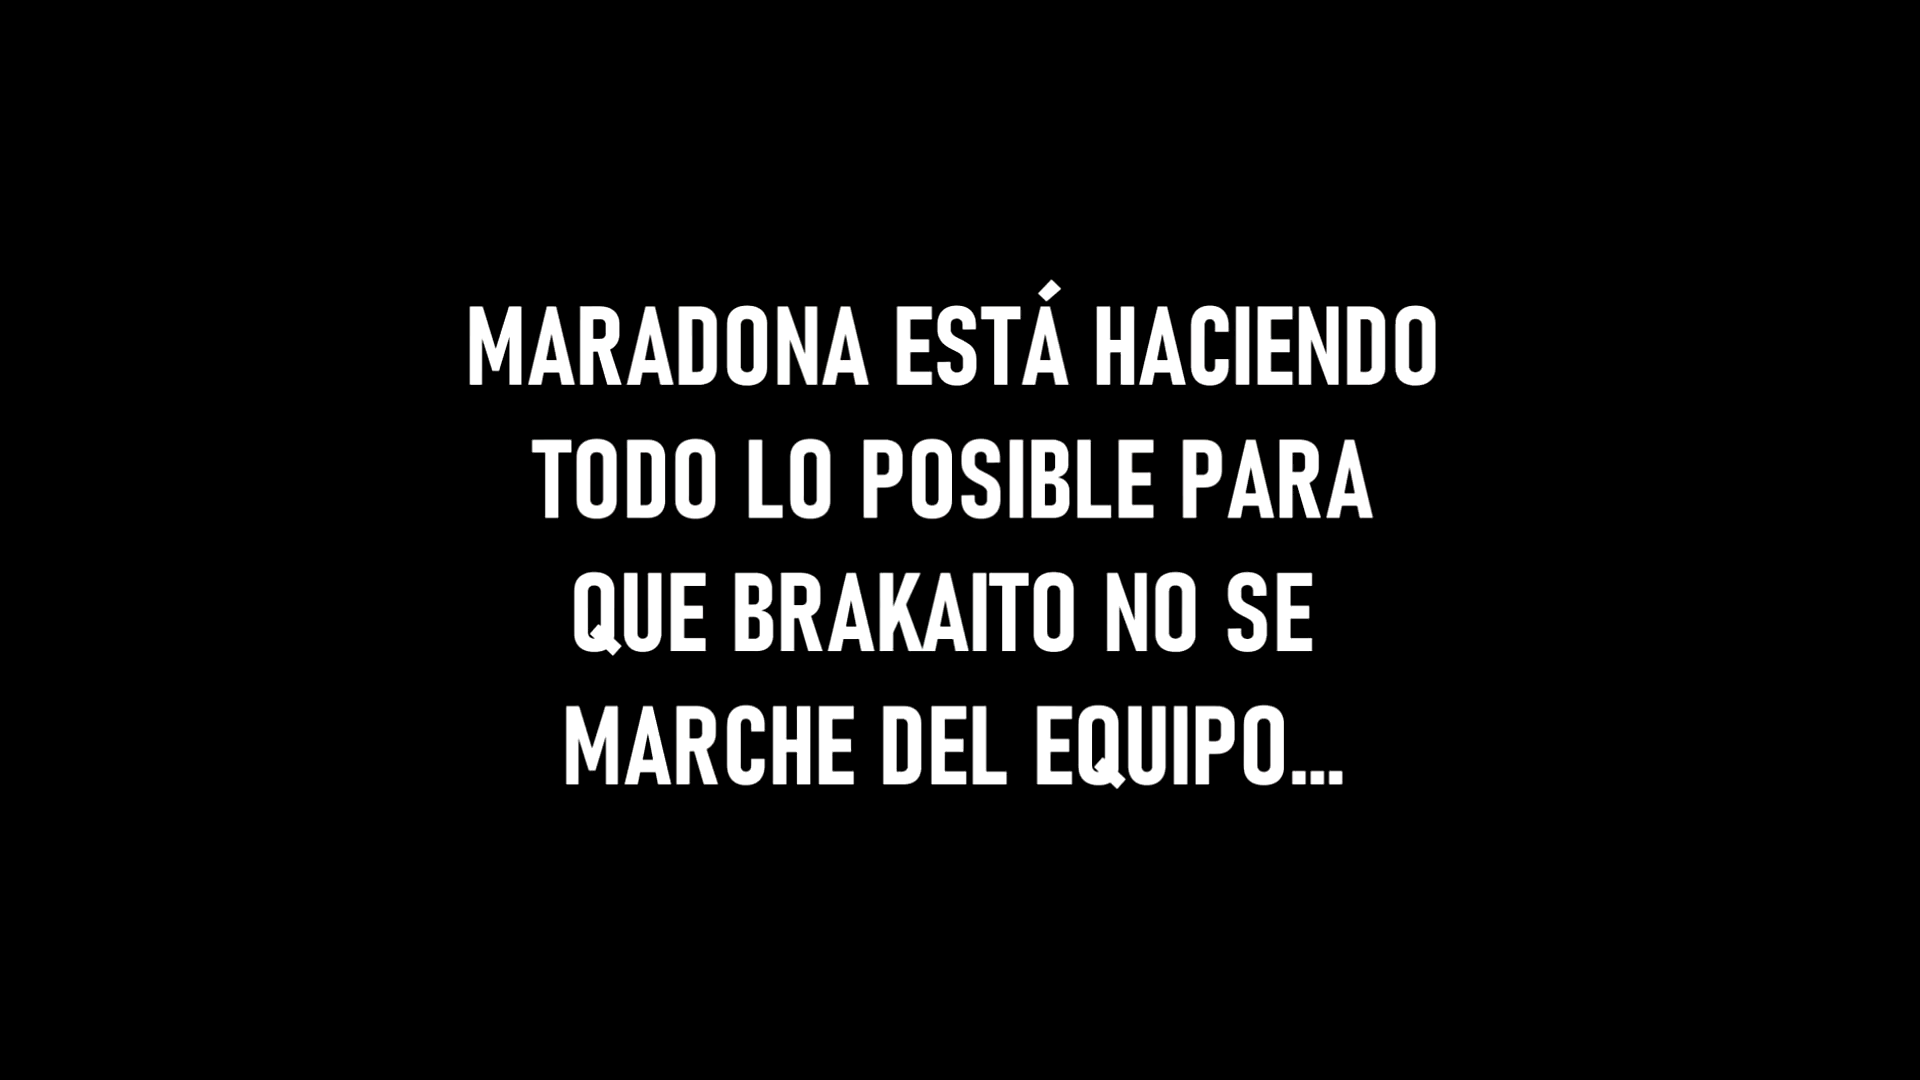 MARADONA ESTÁ HACIENDO
TODO LO POSIBLE PARA
QUE BRAKAITO NO SE
MARCHE DEL EQUIPO...